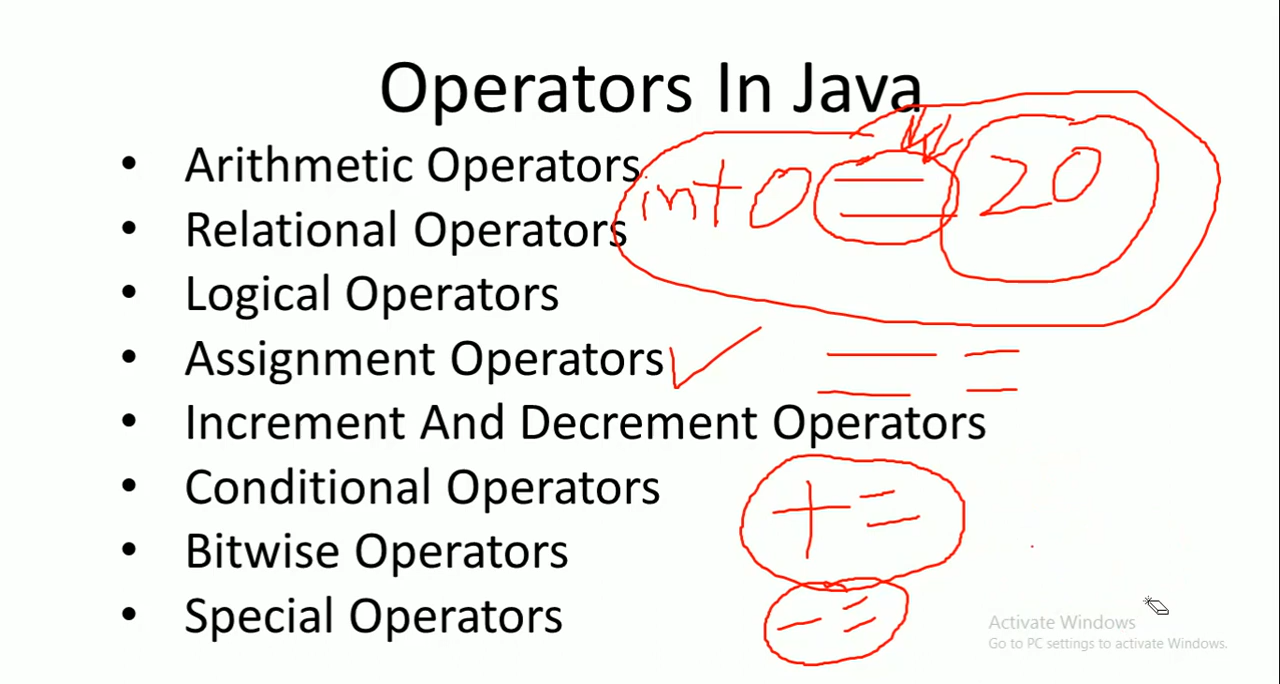 Operators In Java
• Arithmetic Operators
int 0 = 20
• Relational Operators
• Logical Operators
• Assignment Operators ✓ = =
• Increment And Decrement Operators
• Conditional Operators
+=
• Bitwise Operators
• Special Operators
-=
Activate Windows
Go to PC settings to activate Windows.